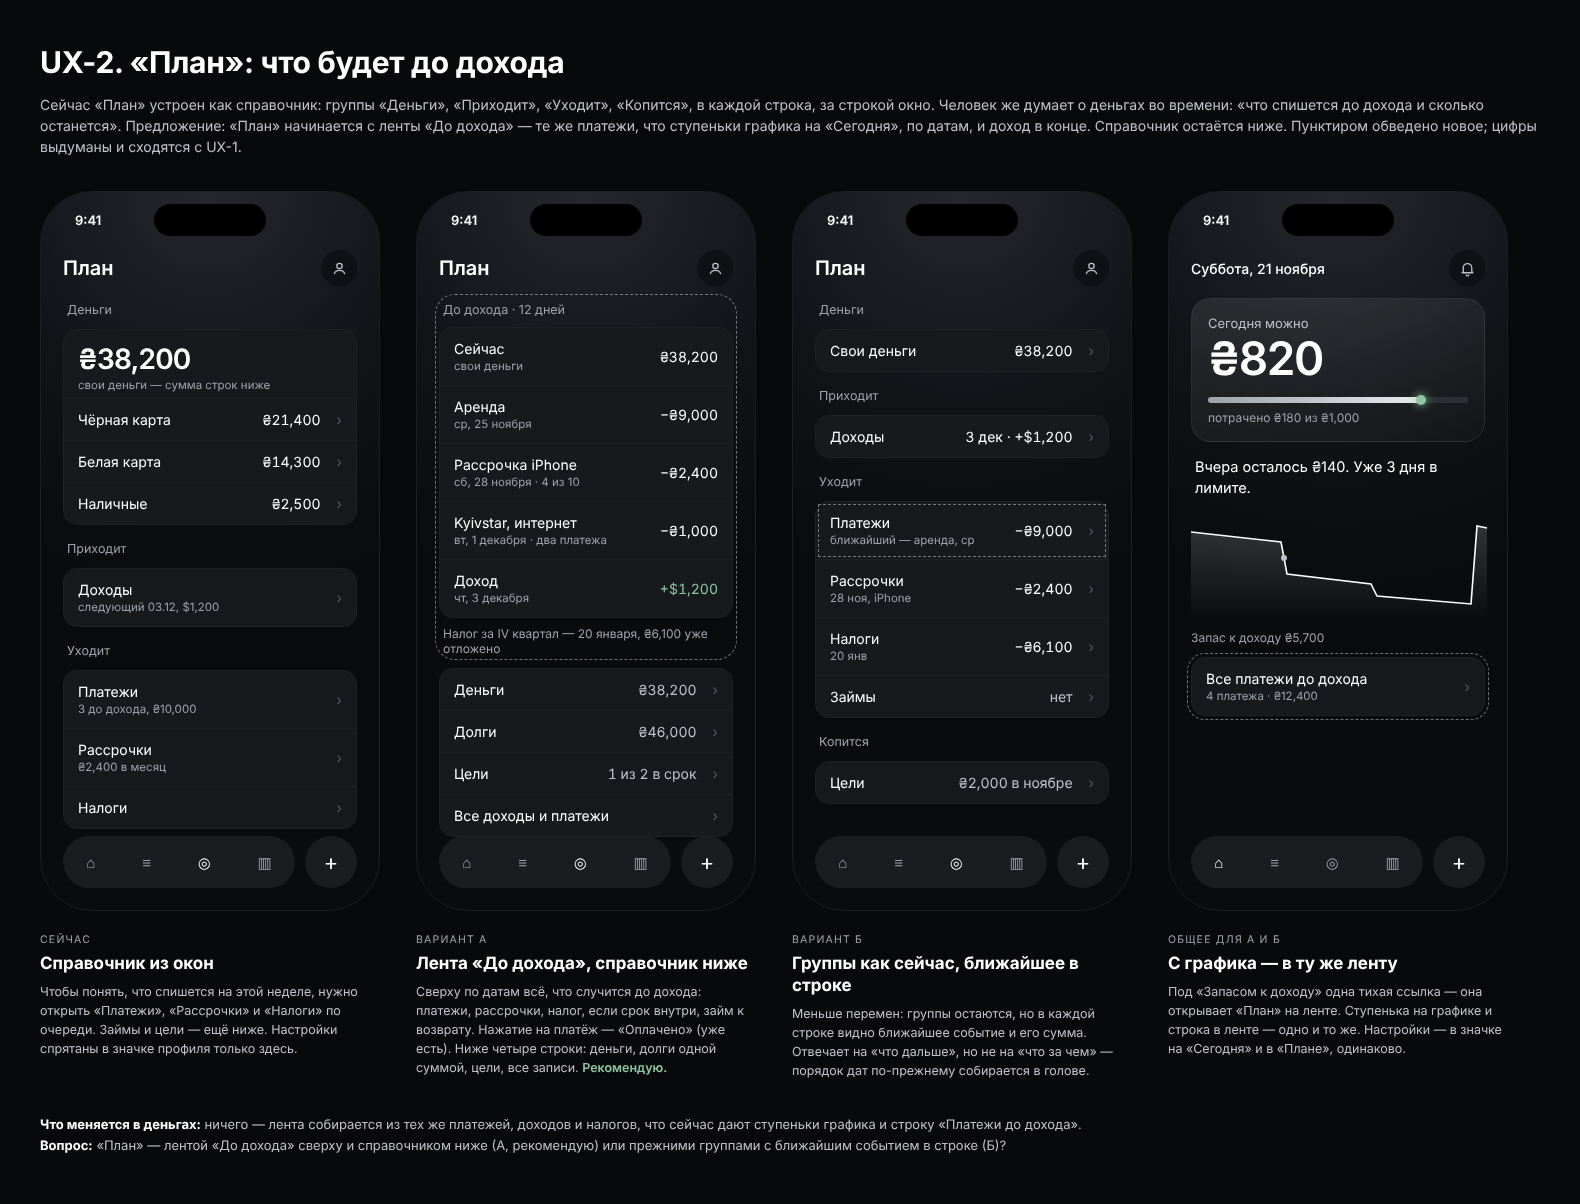 UX-2. «План»: что будет до дохода
Сейчас «План» устроен как справочник: группы «Деньги», «Приходит», «Уходит», «Копится», в каждой строка, за строкой окно. Человек же думает о деньгах во времени: «что спишется до дохода и сколько
останется». Предложение: «План» начинается с ленты «До дохода» — те же платежи, что ступеньки графика на «Сегодня», по датам, и доход в конце. Справочник остаётся ниже. Пунктиром обведено новое; цифры
выдуманы и сходятся с UX-1.
9:41
План
Деньги
₴38,200
свои деньги — сумма строк ниже
Чёрная карта ₴21,400 ›
Белая карта ₴14,300 ›
Наличные ₴2,500 ›
Приходит
Доходы ›
следующий 03.12, $1,200
Уходит
Платежи ›
3 до дохода, ₴10,000
Рассрочки ›
₴2,400 в месяц
Налоги ›
+
СЕЙЧАС
Справочник из окон
Чтобы понять, что спишется на этой неделе, нужно
открыть «Платежи», «Рассрочки» и «Налоги» по
очереди. Займы и цели — ещё ниже. Настройки
спрятаны в значке профиля только здесь.
9:41
План
До дохода · 12 дней
Сейчас ₴38,200
свои деньги
Аренда −₴9,000
ср, 25 ноября
Рассрочка iPhone −₴2,400
сб, 28 ноября · 4 из 10
Kyivstar, интернет −₴1,000
вт, 1 декабря · два платежа
Доход +$1,200
чт, 3 декабря
Налог за IV квартал — 20 января, ₴6,100 уже
отложено
Деньги ₴38,200 ›
Долги ₴46,000 ›
Цели 1 из 2 в срок ›
Все доходы и платежи ›
+
ВАРИАНТ А
Лента «До дохода», справочник ниже
Сверху по датам всё, что случится до дохода:
платежи, рассрочки, налог, если срок внутри, займ к
возврату. Нажатие на платёж — «Оплачено» (уже
есть). Ниже четыре строки: деньги, долги одной
суммой, цели, все записи. Рекомендую.
9:41
План
Деньги
Свои деньги ₴38,200 ›
Приходит
Доходы 3 дек · +$1,200 ›
Уходит
Платежи −₴9,000 ›
ближайший — аренда, ср
Рассрочки −₴2,400 ›
28 ноя, iPhone
Налоги −₴6,100 ›
20 янв
Займы нет ›
Копится
Цели ₴2,000 в ноябре ›
+
ВАРИАНТ Б
Группы как сейчас, ближайшее в
строке
Меньше перемен: группы остаются, но в каждой
строке видно ближайшее событие и его сумма.
Отвечает на «что дальше», но не на «что за чем» —
порядок дат по-прежнему собирается в голове.
9:41
Суббота, 21 ноября
Сегодня можно
₴820
потрачено ₴180 из ₴1,000
Вчера осталось ₴140. Уже 3 дня в
лимите.
Запас к доходу ₴5,700
Все платежи до дохода ›
4 платежа · ₴12,400
+
ОБЩЕЕ ДЛЯ А И Б
С графика — в ту же ленту
Под «Запасом к доходу» одна тихая ссылка — она
открывает «План» на ленте. Ступенька на графике и
строка в ленте — одно и то же. Настройки — в значке
на «Сегодня» и в «Плане», одинаково.
Что меняется в деньгах: ничего — лента собирается из тех же платежей, доходов и налогов, что сейчас дают ступеньки графика и строку «Платежи до дохода».
Вопрос: «План» — лентой «До дохода» сверху и справочником ниже (А, рекомендую) или прежними группами с ближайшим событием в строке (Б)?